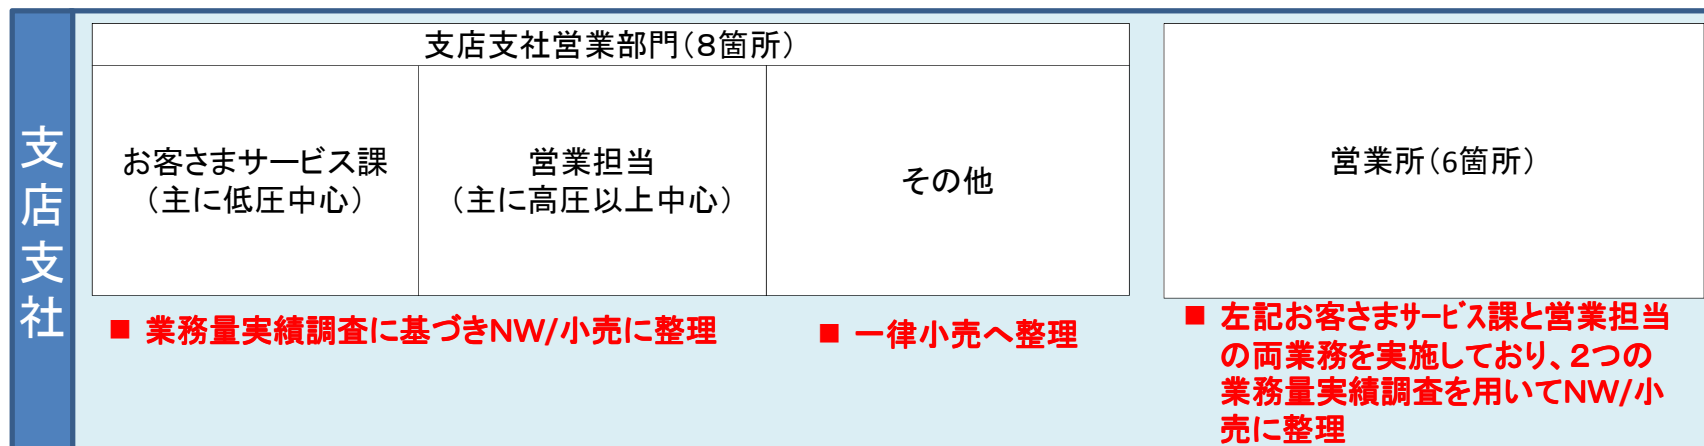 支店支社
支店支社営業部門（８箇所）
お客さまサービス課
（主に低圧中心）
営業担当
（主に高圧以上中心）
その他
営業所（6箇所）
■ 業務量実績調査に基づきNW/小売に整理
■ 一律小売へ整理
■ 左記お客さまサービス課と営業担当
の両業務を実施しており、２つの
業務量実績調査を用いてNW/小
売に整理